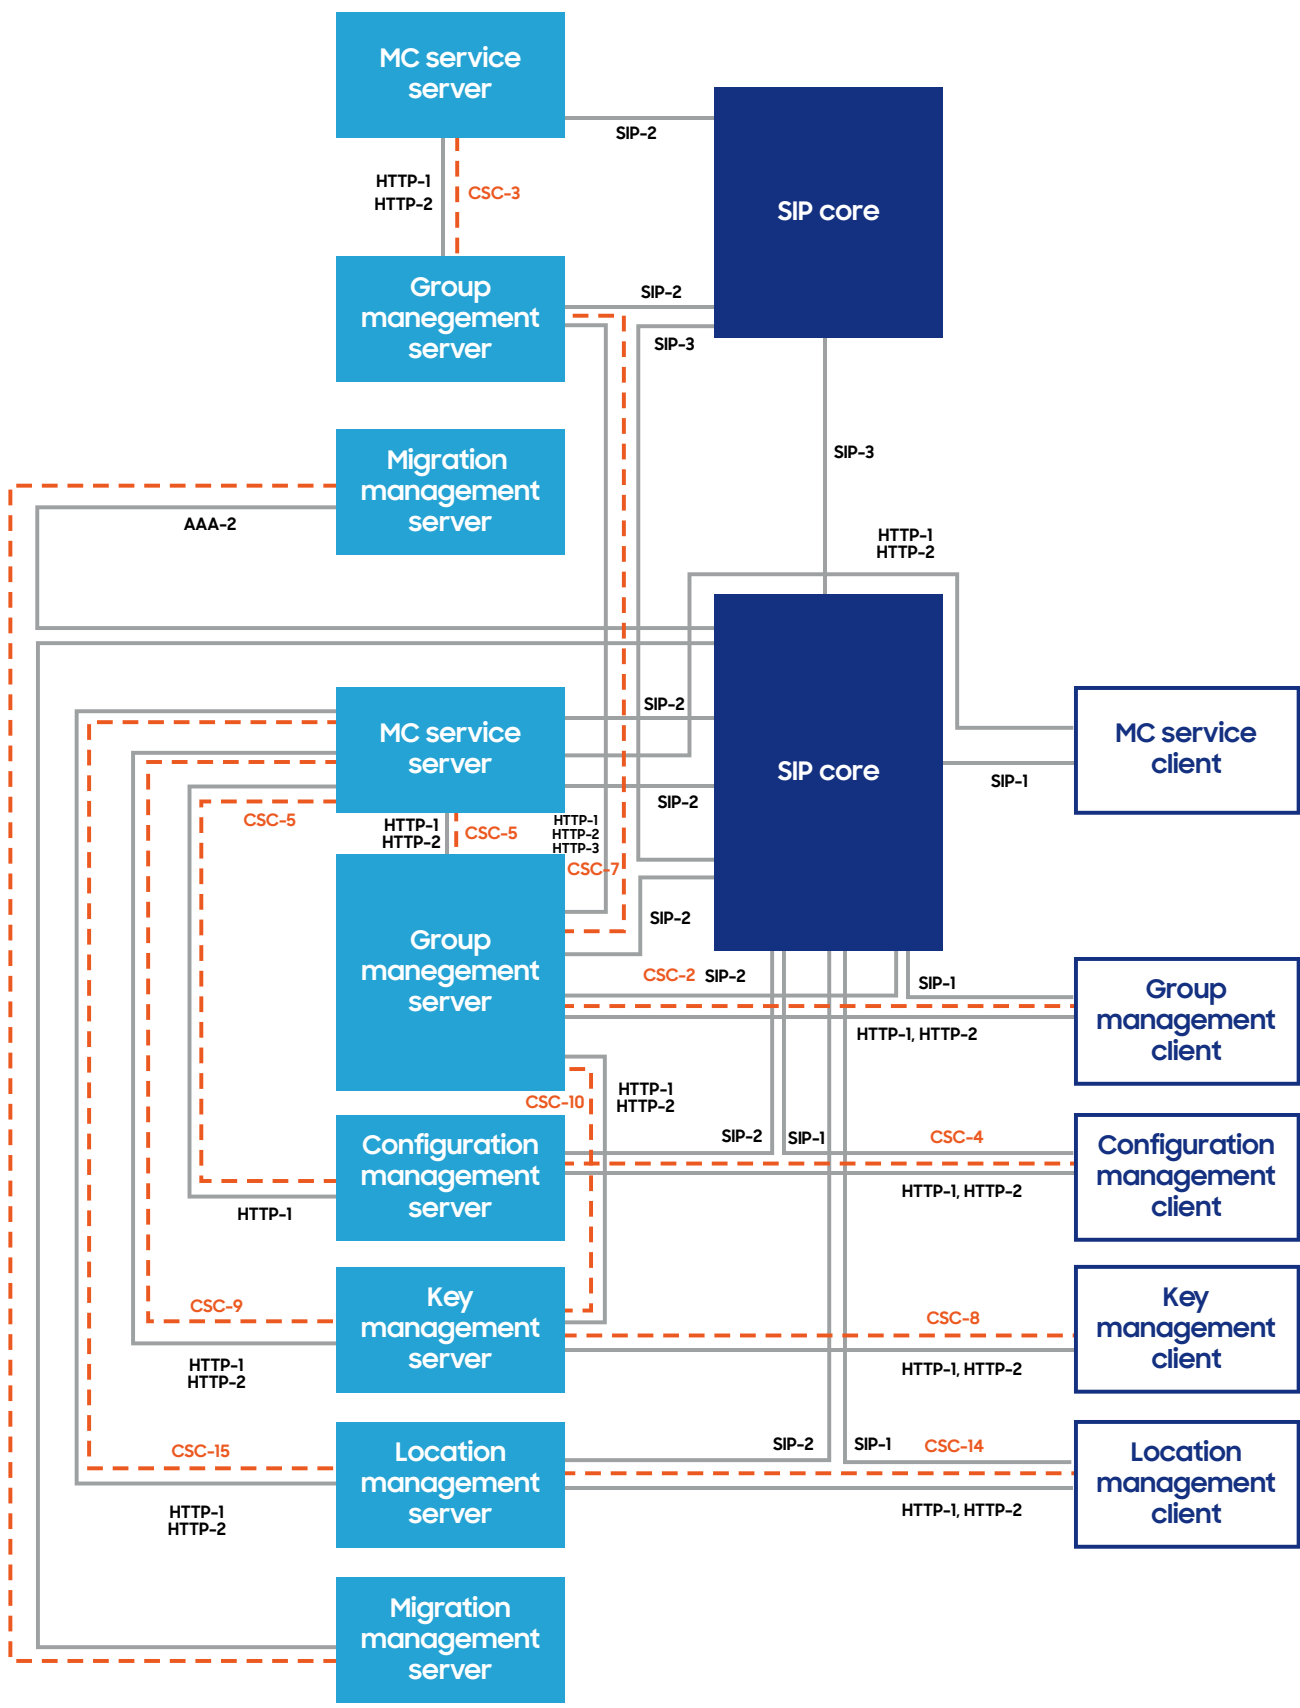 MC service
server
SIP-2
SIP core
HTTP-1
HTTP-2
CSC-3
Group
manegement
server
SIP-2
SIP-3
SIP-3
Migration
management
server
AAA-2
HTTP-1
HTTP-2
MC service
server
SIP-2
SIP core
MC service
client
SIP-1
SIP-2
CSC-5
HTTP-1
HTTP-2
CSC-5
HTTP-1
HTTP-2
HTTP-3
CSC-7
Group
manegement
server
SIP-2
CSC-2 SIP-2
SIP-1
Group
management
client
HTTP-1, HTTP-2
HTTP-1
HTTP-2
CSC-10
Configuration
management
server
SIP-2
SIP-1
CSC-4
Configuration
management
client
HTTP-1, HTTP-2
HTTP-1
Key
management
server
CSC-9
CSC-8
Key
management
client
HTTP-1
HTTP-2
HTTP-1, HTTP-2
CSC-15
Location
management
server
SIP-2
SIP-1
CSC-14
Location
management
client
HTTP-1
HTTP-2
HTTP-1, HTTP-2
Migration
management
server